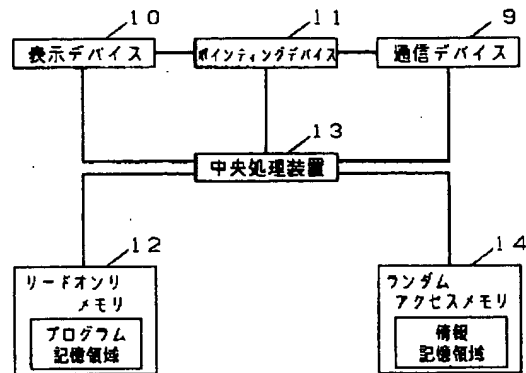 10
11
9
表示デバイス
ポインティングデバイス
通信デバイス
13
中央処理装置
12
14
リードオンリ
メモリ
プログラム
記憶領域
ランダム
アクセスメモリ
情報
記憶領域